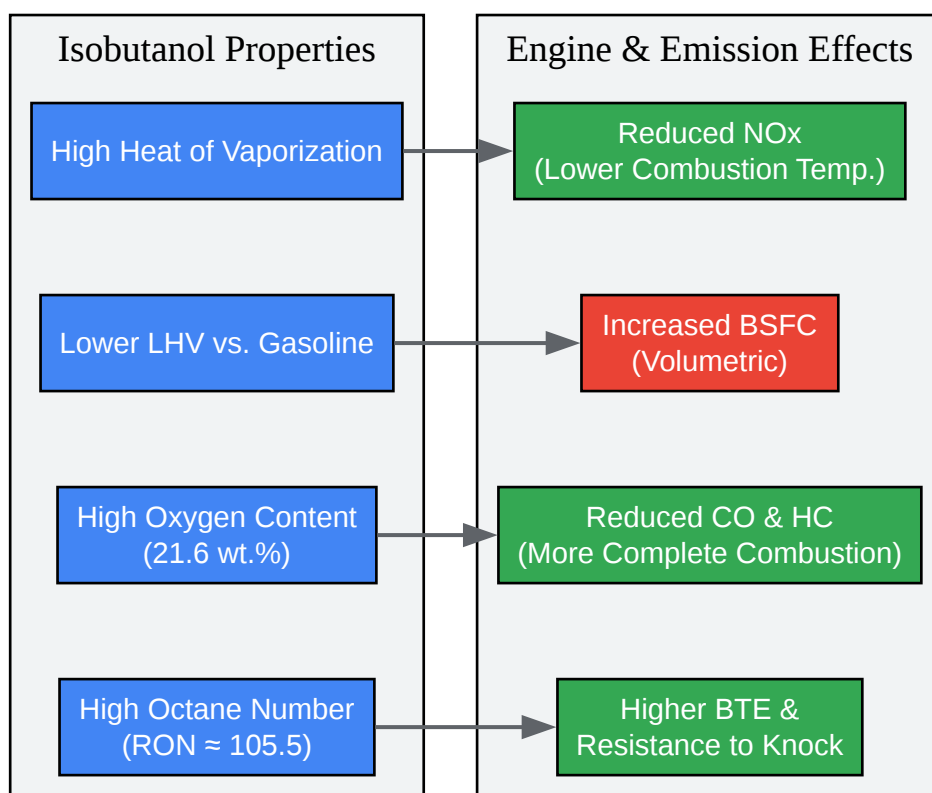 Isobutanol Properties
Engine & Emission Effects
High Heat of Vaporization
Reduced NOx
(Lower Combustion Temp.)
Lower LHV vs. Gasoline
Increased BSFC
(Volumetric)
High Oxygen Content
(21.6 wt.%)
Reduced CO & HC
(More Complete Combustion)
High Octane Number
(RON ≈ 105.5)
Higher BTE &
Resistance to Knock